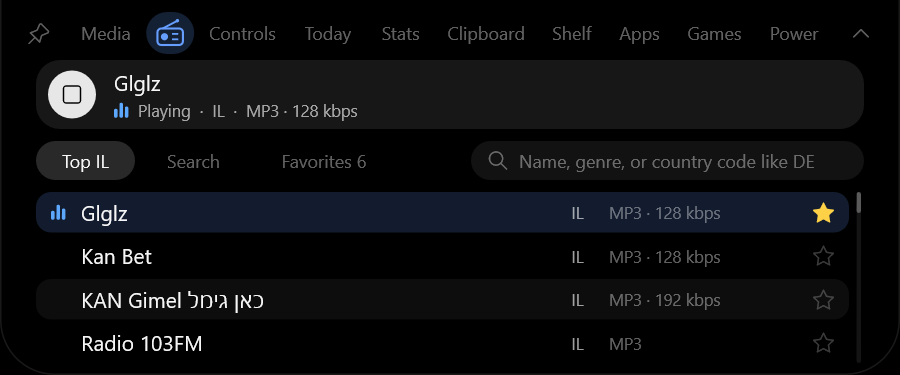 Media Controls Today Stats Clipboard Shelf Apps Games Power
Glglz
Playing · IL · MP3 · 128 kbps
Top IL Search Favorites 6 Name, genre, or country code like DE
Glglz IL MP3 · 128 kbps
Kan Bet IL MP3 · 128 kbps
KAN Gimel כאן גימל IL MP3 · 192 kbps
Radio 103FM IL MP3